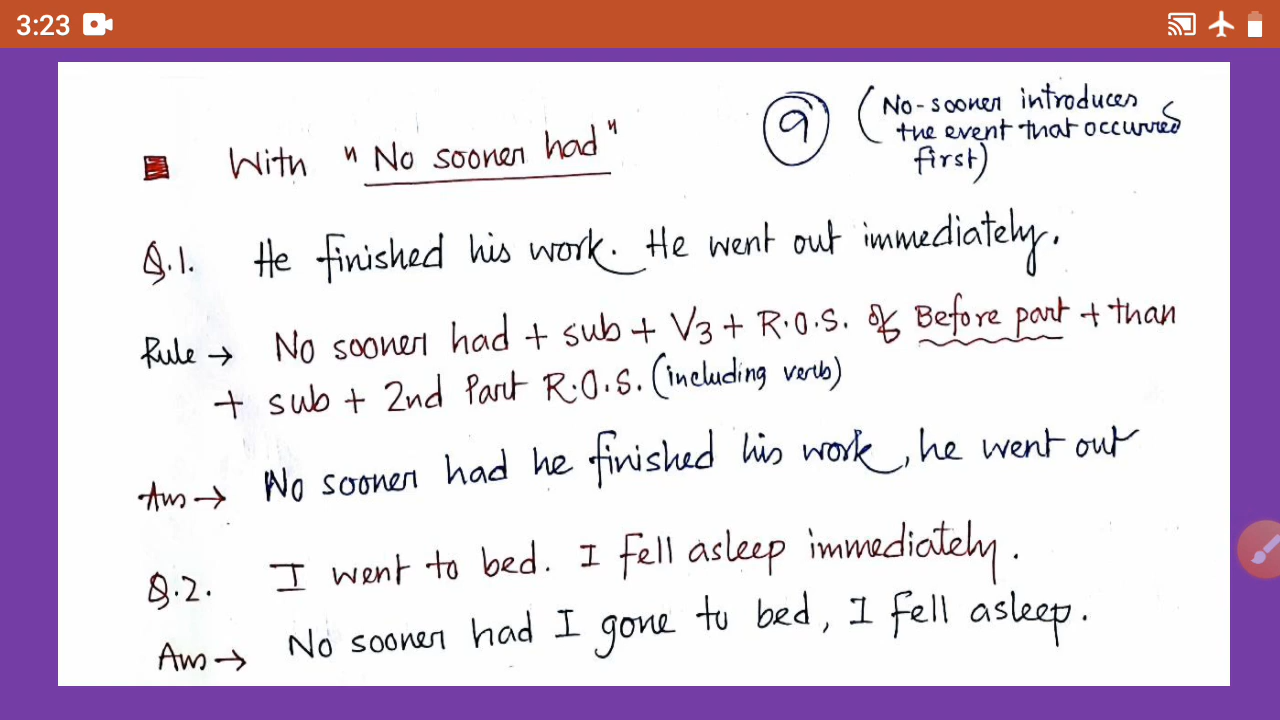 3:23
9 (No-sooner introduces
the event that occurred
first)
With "No sooner had"
Q.1. He finished his work. He went out immediately.
Rule → No sooner had + sub + V3 + R.O.S. of Before part + than
+ sub + 2nd Part R.O.S. (including verb)
Ans → No sooner had he finished his work, he went out
Q.2. I went to bed. I fell asleep immediately.
Ans → No sooner had I gone to bed, I fell asleep.